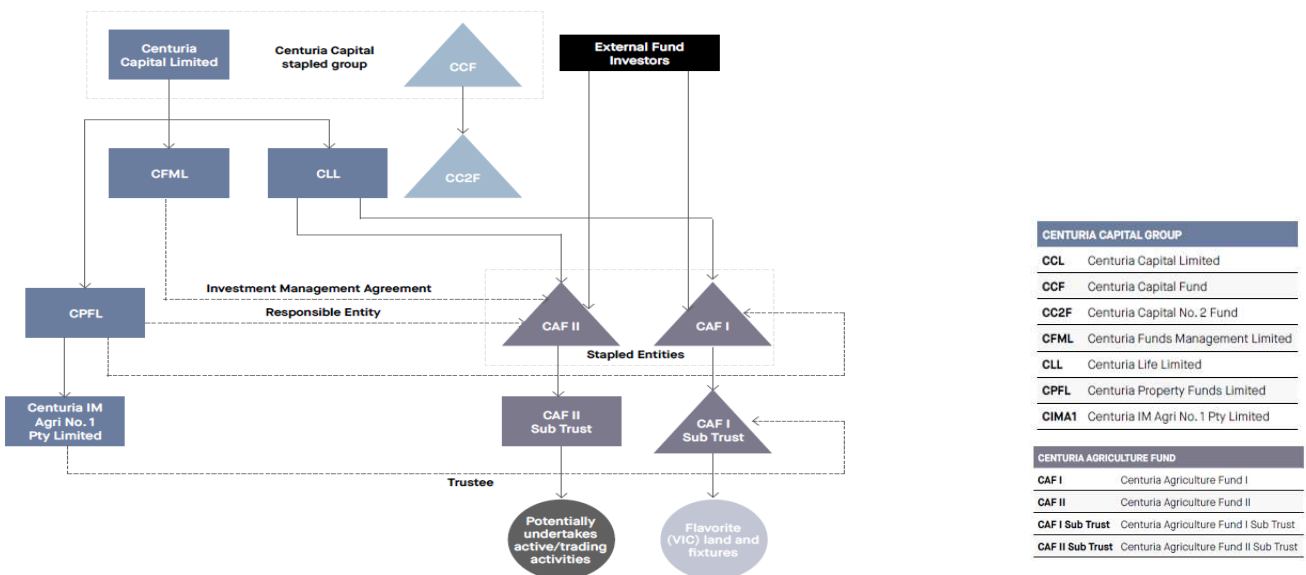 Centuria
Capital Limited
Centuria Capital
stapled group
CCF
External Fund
Investors
CFML
CLL
CC2F
Investment Management Agreement
Responsible Entity
CPFL
CAF II
CAF I
Stapled Entities
Centuria IM
Agri No. 1
Pty Limited
CAF II
Sub Trust
CAF I
Sub Trust
Trustee
Potentially
undertakes
active/trading
activities
Flavorite
(VIC) land and
fixtures
CENTURIA CAPITAL GROUP
CCL Centuria Capital Limited
CCF Centuria Capital Fund
CC2F Centuria Capital No. 2 Fund
CFML Centuria Funds Management Limited
CLL Centuria Life Limited
CPFL Centuria Property Funds Limited
CIMA1 Centuria IM Agri No. 1 Pty Limited
CENTURIA AGRICULTURE FUND
CAF I Centuria Agriculture Fund I
CAF II Centuria Agriculture Fund II
CAF I Sub Trust Centuria Agriculture Fund I Sub Trust
CAF II Sub Trust Centuria Agriculture Fund II Sub Trust